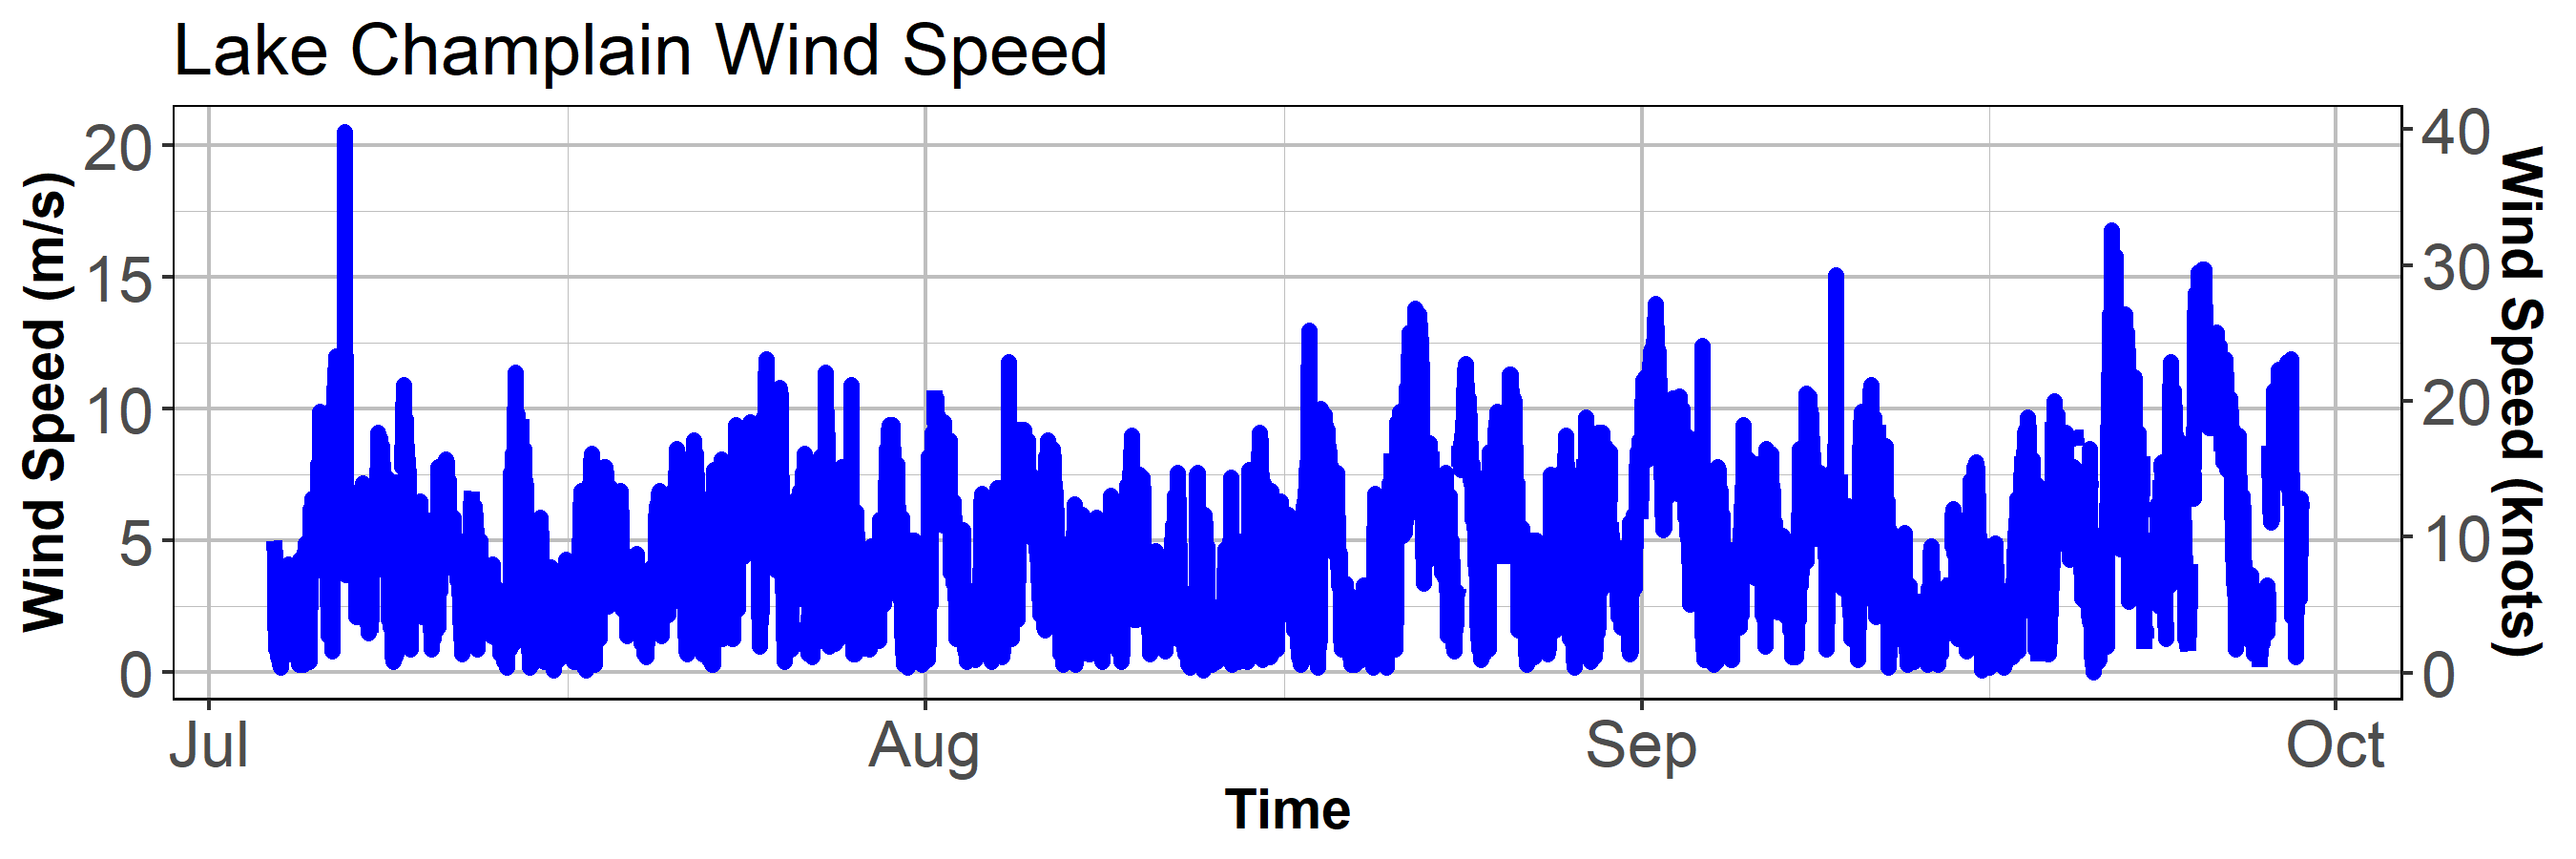 Lake Champlain Wind Speed
Wind Speed (m/s)
20
15
10
5
0
40
30
20
10
0
Wind Speed (knots)
Jul
Aug
Sep
Oct
Time